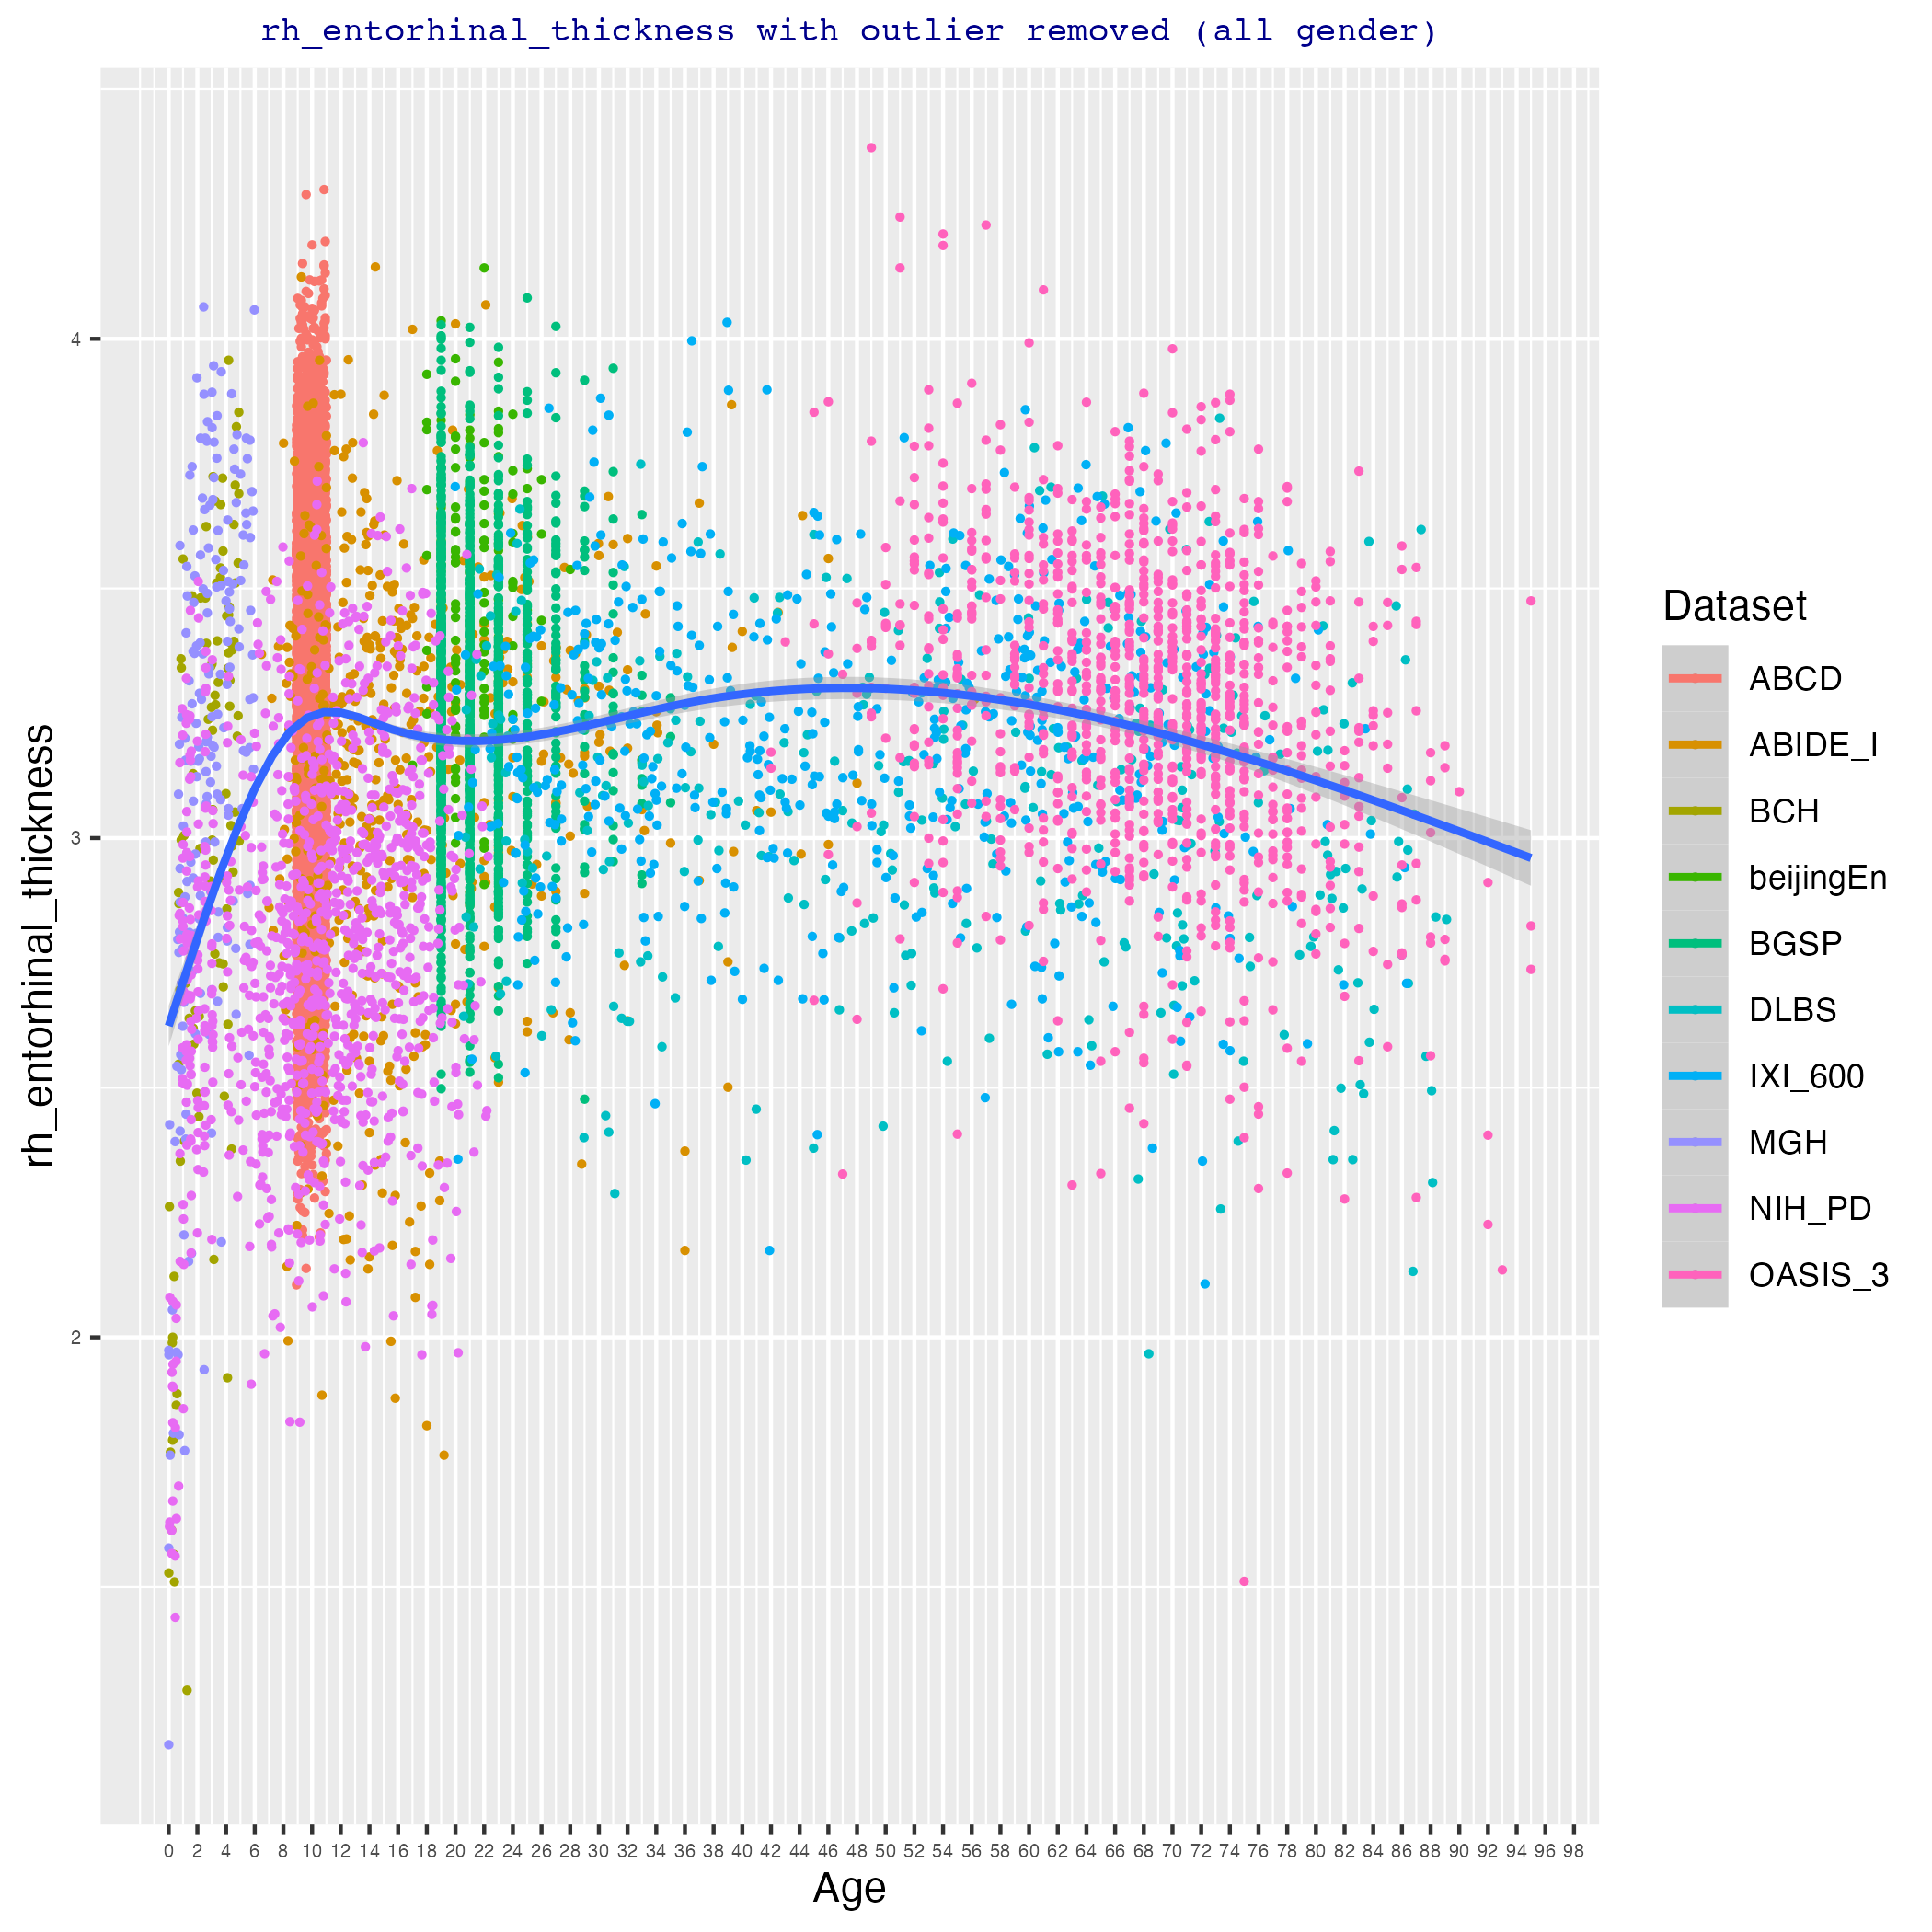 rh_entorhinal_thickness with outlier removed (all gender)
rh_entorhinal_thickness
4
3
2
0 2 4 6 8 10 12 14 16 18 20 22 24 26 28 30 32 34 36 38 40 42 44 46 48 50 52 54 56 58 60 62 64 66 68 70 72 74 76 78 80 82 84 86 88 90 92 94 96 98
Age
Dataset
ABCD
ABIDE_I
BCH
beijingEn
BGSP
DLBS
IXI_600
MGH
NIH_PD
OASIS_3